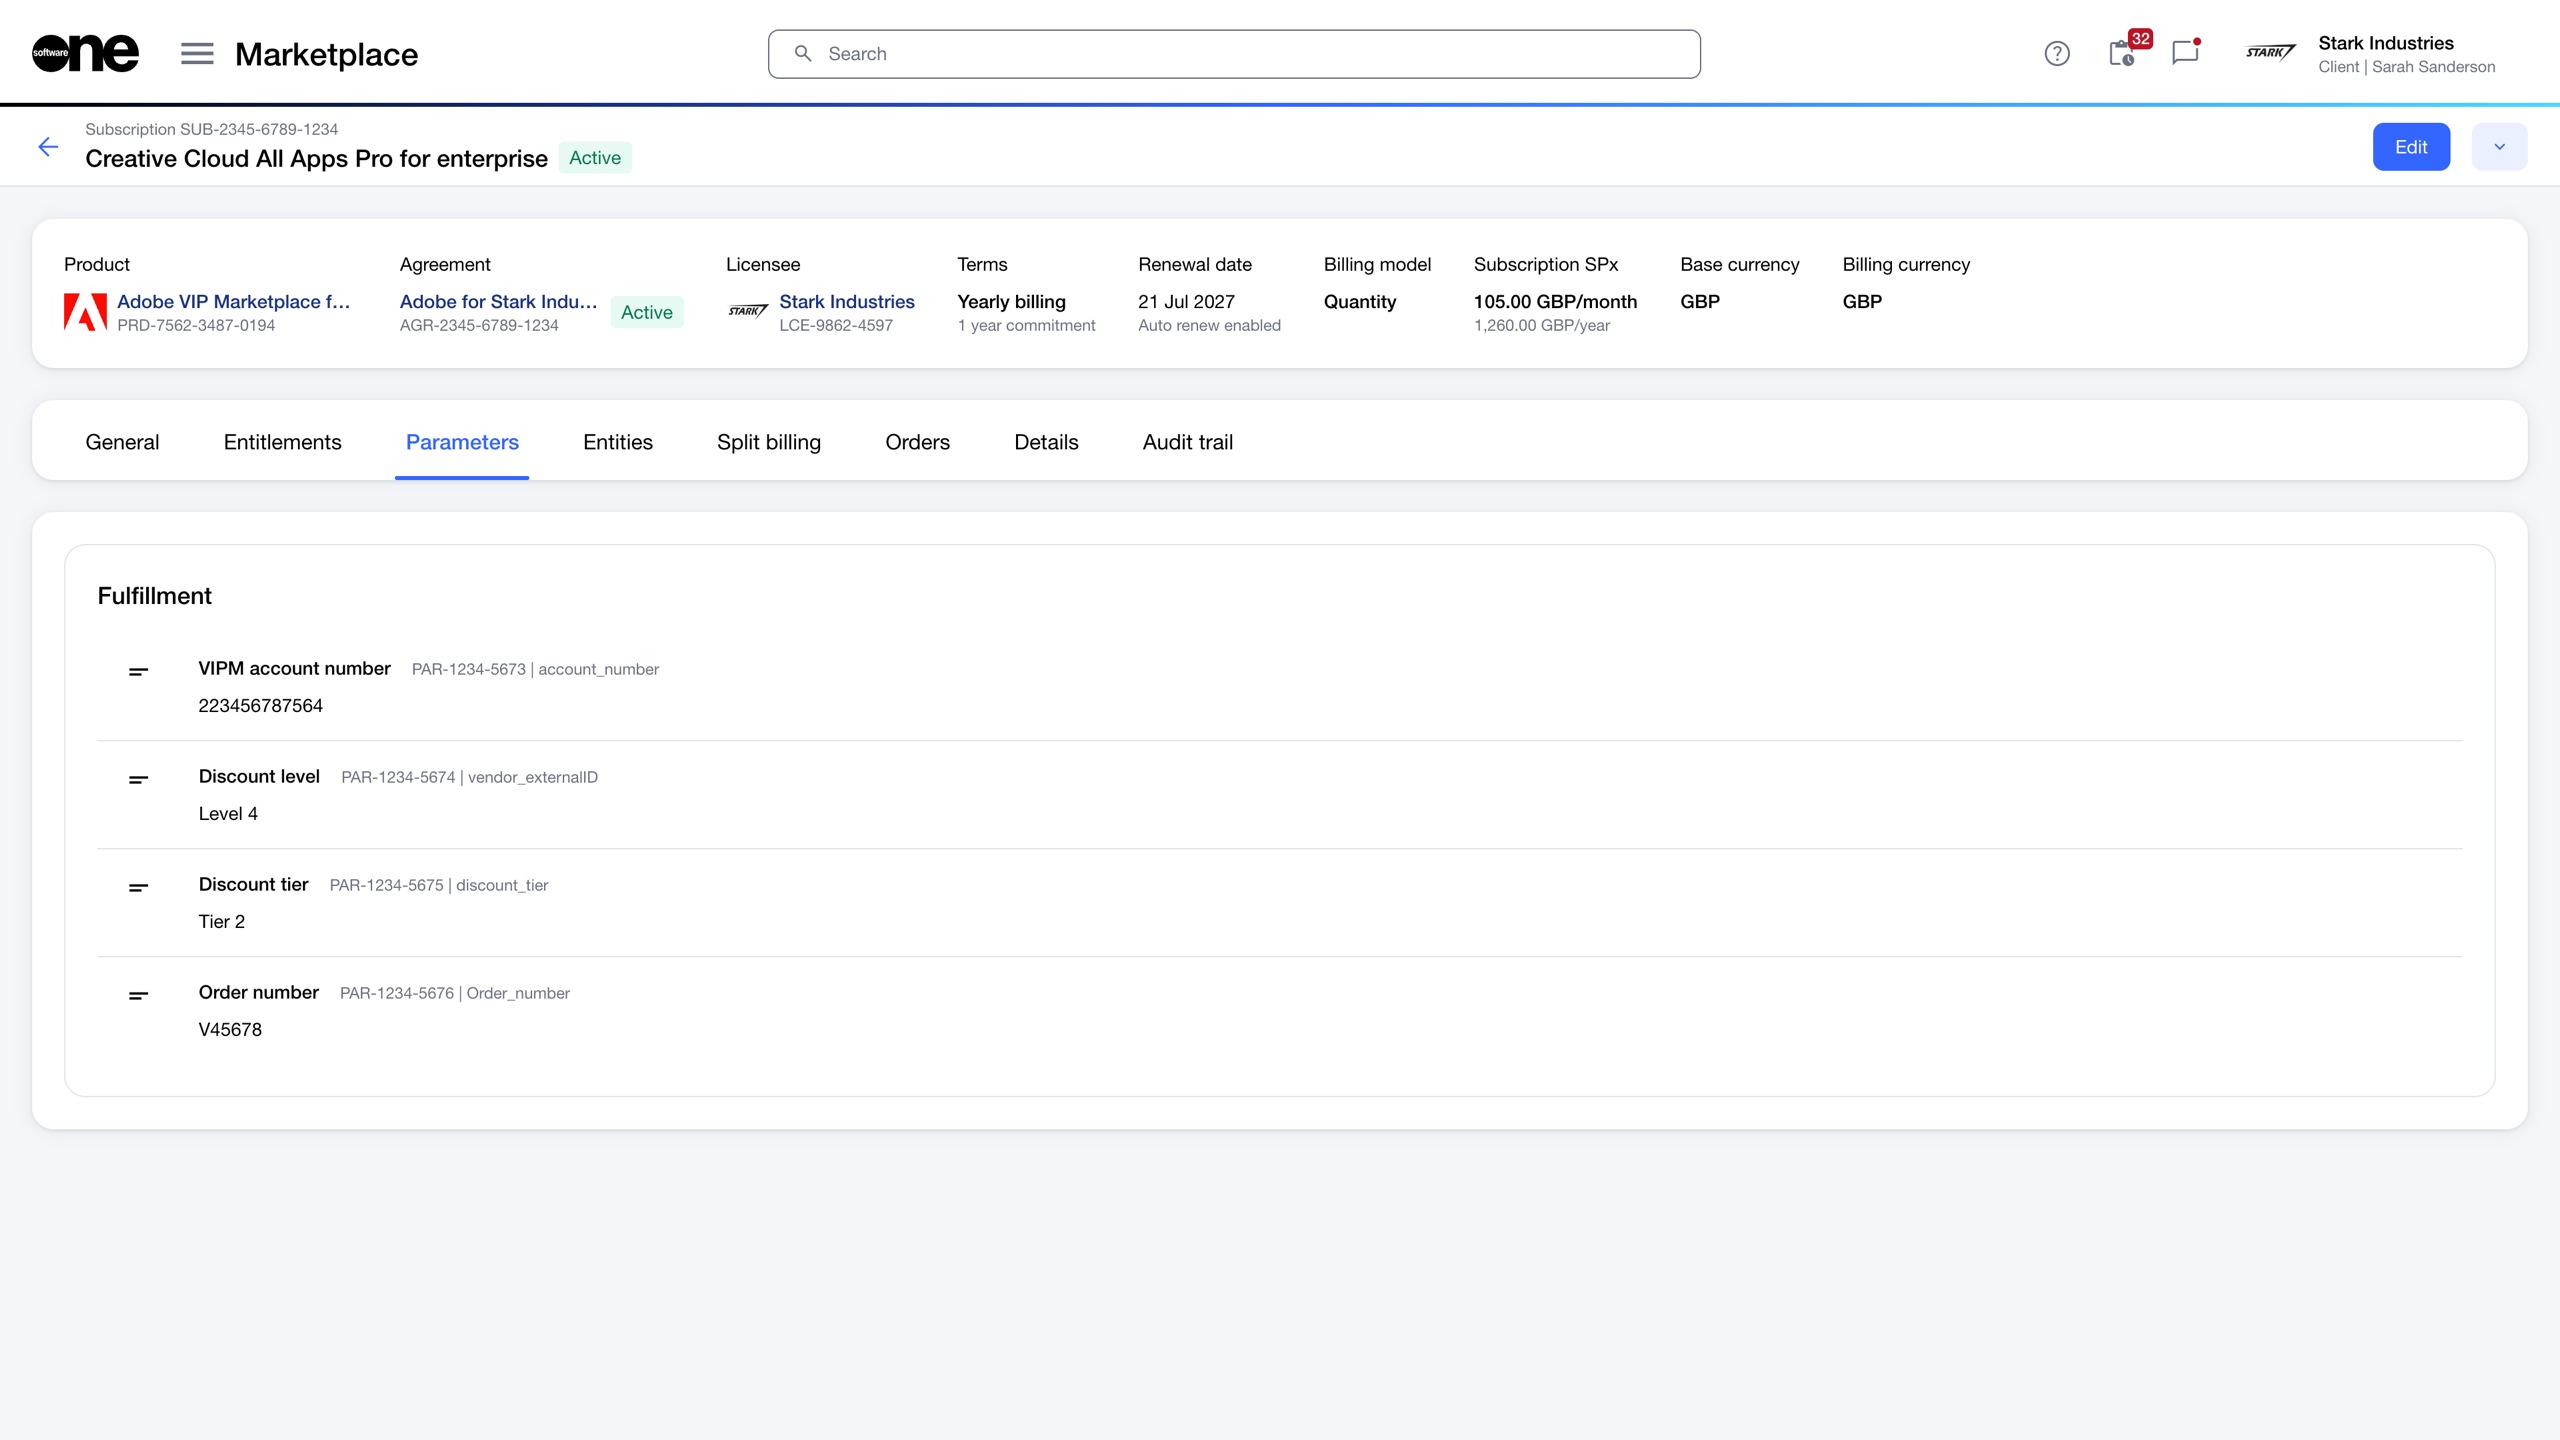 software one
Marketplace
Search
32
STARK
Stark Industries
Client | Sarah Sanderson
Subscription SUB-2345-6789-1234
Creative Cloud All Apps Pro for enterprise
Active
Edit
Product
Adobe VIP Marketplace f...
PRD-7562-3487-0194
Agreement
Adobe for Stark Indu...
AGR-2345-6789-1234
Active
Licensee
STARK
Stark Industries
LCE-9862-4597
Terms
Yearly billing
1 year commitment
Renewal date
21 Jul 2027
Auto renew enabled
Billing model
Quantity
Subscription SPx
105.00 GBP/month
1,260.00 GBP/year
Base currency
GBP
Billing currency
GBP
General
Entitlements
Parameters
Entities
Split billing
Orders
Details
Audit trail
Fulfillment
VIPM account number PAR-1234-5673 | account_number
223456787564
Discount level PAR-1234-5674 | vendor_externalID
Level 4
Discount tier PAR-1234-5675 | discount_tier
Tier 2
Order number PAR-1234-5676 | Order_number
V45678